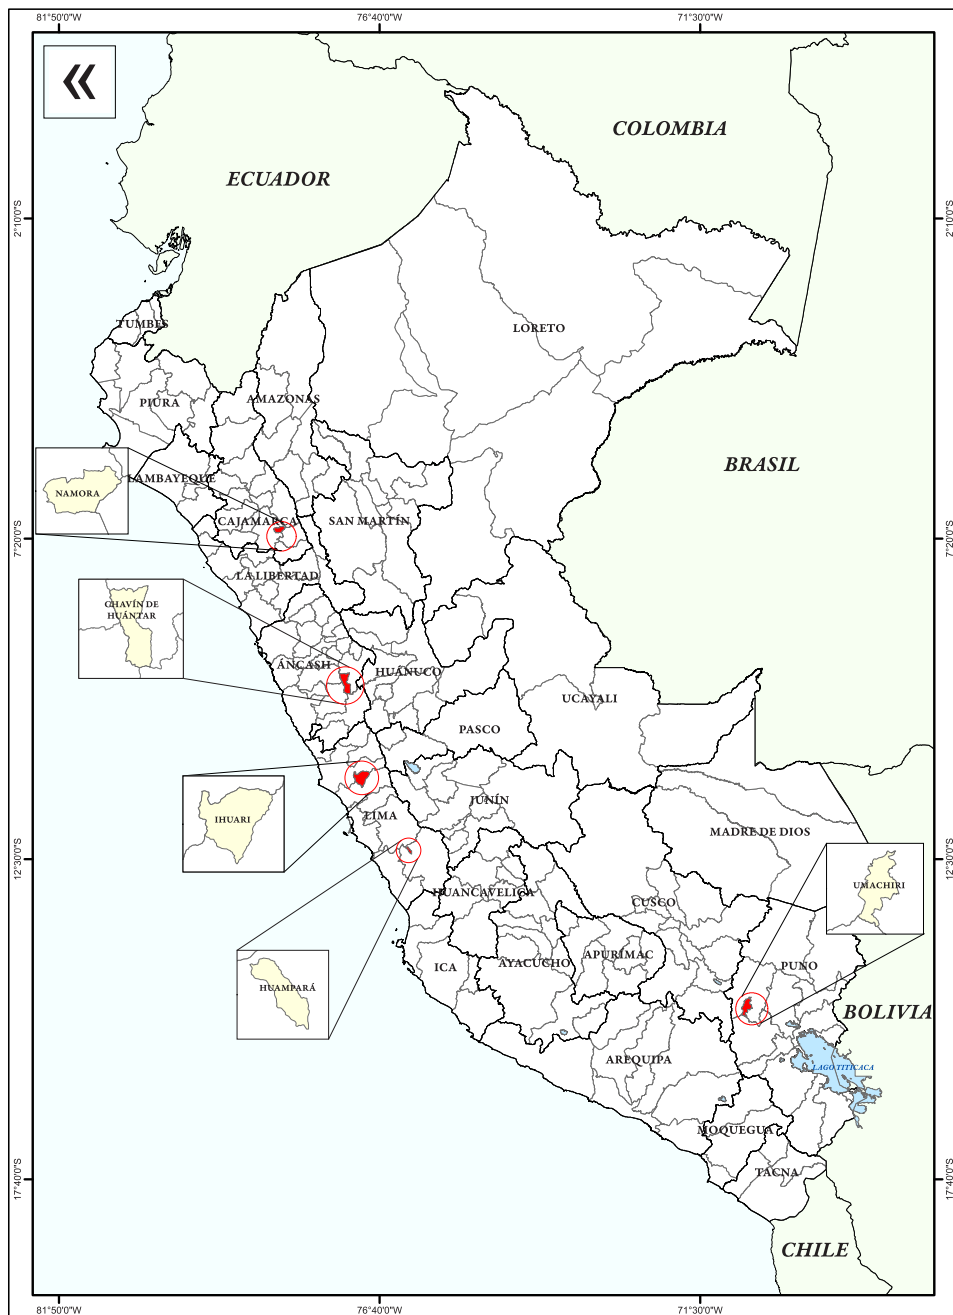 81°50'0"W
76°40'0"W
71°30'0"W
«
COLOMBIA
ECUADOR
2°10'0"S
2°10'0"S
TUMBES
LORETO
PIURA
AMAZONAS
BRASIL
LAMBAYEQUE
NAMORA
CAJAMARCA
SAN MARTÍN
7°20'0"S
7°20'0"S
LA LIBERTAD
CHAVÍN DE
HUÁNTAR
ÁNCASH
HUÁNUCO
UCAYALI
PASCO
JUNÍN
IHUARI
LIMA
MADRE DE DIOS
12°30'0"S
12°30'0"S
UMACHIRI
HUANCAVELICA
CUSCO
APURÍMAC
AYACUCHO
ICA
PUNO
HUAMPARÁ
BOLIVIA
AREQUIPA
LAGO TITICACA
MOQUEGUA
TACNA
17°40'0"S
17°40'0"S
CHILE
81°50'0"W
76°40'0"W
71°30'0"W